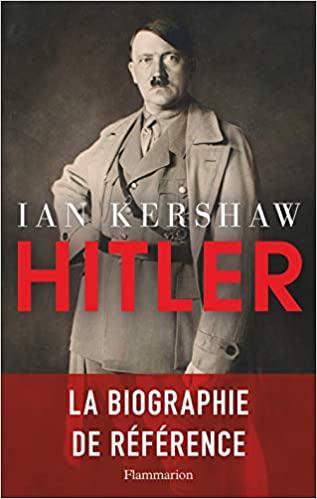 IAN KERSHAW
HITLER
LA BIOGRAPHIE
DE RÉFÉRENCE
Flammarion